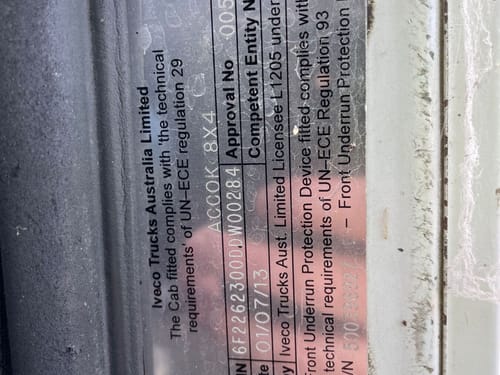 Iveco Trucks Australia Limited
The Cab fitted complies with 'the technical
requirements' of UN-ECE regulation 29
ACCOK 8X4
Approval No 005
Competent Entity N
01/07/13
Iveco Trucks Aust. Limited Licensee L1205 under
Front Underrun Protection Device fitted complies with
technical requirements of UN-ECE Regulation 93
- Front Underrun Protection